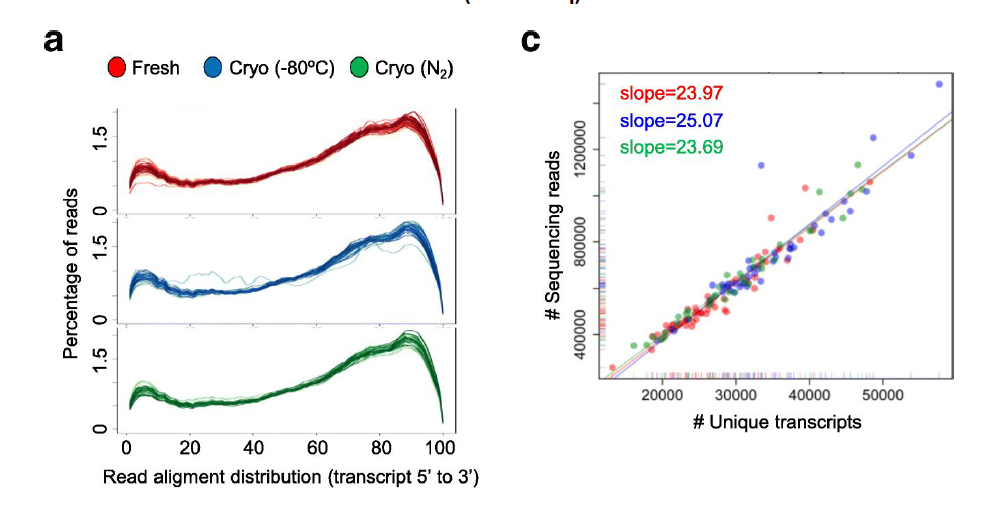 a
Fresh
Cryo (-80ºC)
Cryo (N₂)
Percentage of reads
1.5
0
1.5
0
1.5
0
0 20 40 60 80 100
Read aligment distribution (transcript 5’ to 3’)
c
slope=23.97
slope=25.07
slope=23.69
# Sequencing reads
1200000
800000
400000
20000 30000 40000 50000
# Unique transcripts